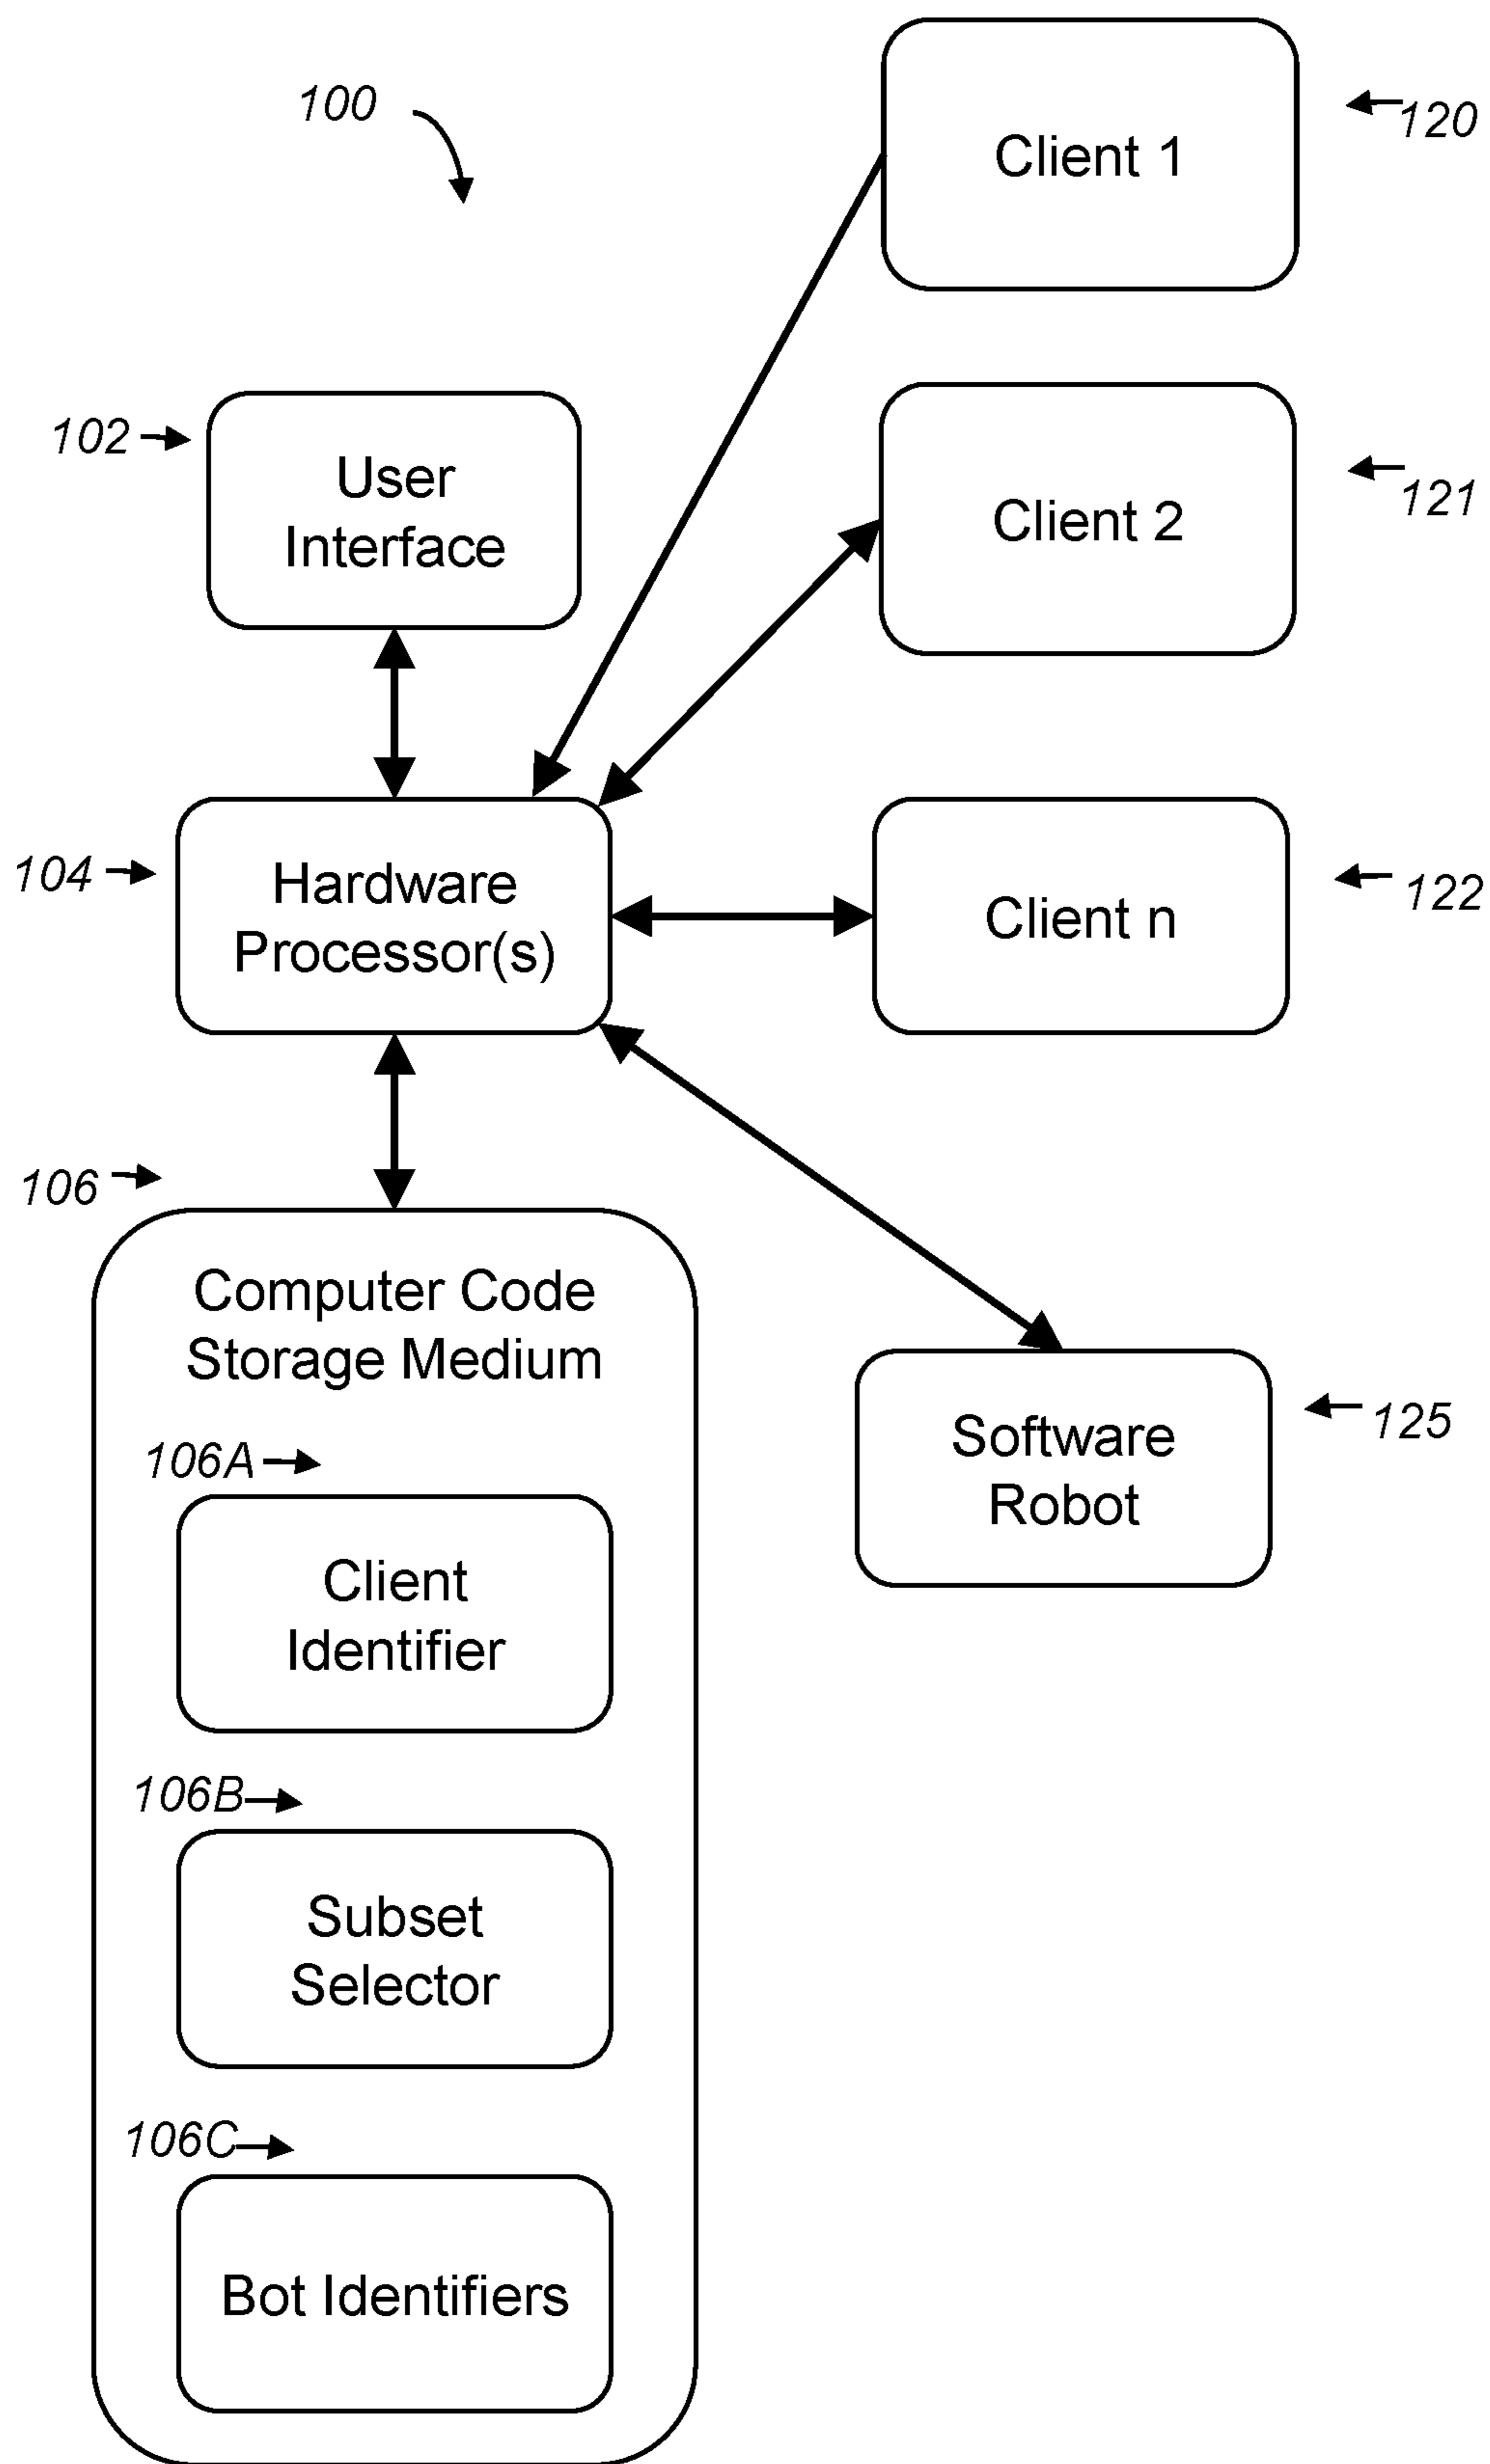 100
Client 1
120
102
User
Interface
Client 2
121
104
Hardware
Processor(s)
Client n
122
106
Computer Code
Storage Medium
Software
Robot
125
106A
Client
Identifier
106B
Subset
Selector
106C
Bot Identifiers